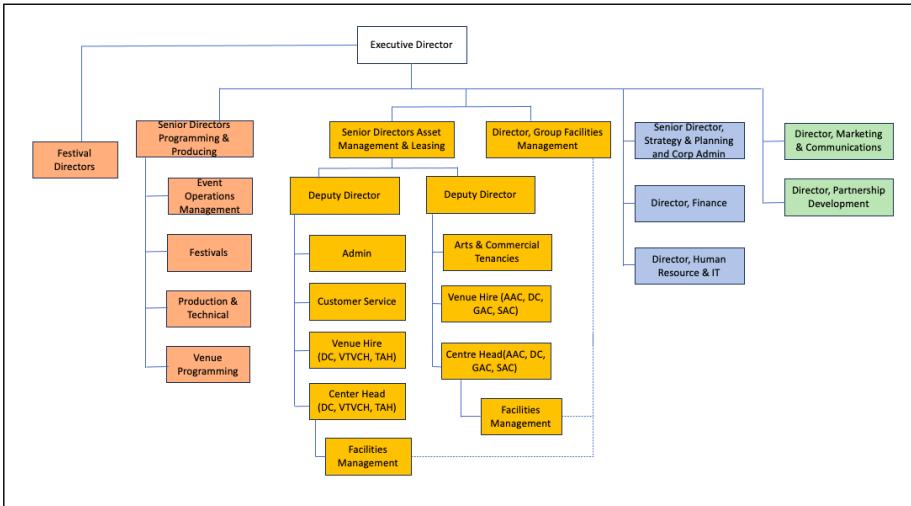 Executive Director
Festival
Directors
Senior Directors
Programming &
Producing
Event
Operations
Management
Festivals
Production &
Technical
Venue
Programming
Senior Directors Asset
Management & Leasing
Deputy Director
Admin
Customer Service
Venue Hire
(DC, VTVCH, TAH)
Center Head
(DC, VTVCH, TAH)
Facilities
Management
Deputy Director
Arts & Commercial
Tenancies
Venue Hire (AAC, DC,
GAC, SAC)
Centre Head(AAC, DC,
GAC, SAC)
Facilities
Management
Director, Group Facilities
Management
Senior Director,
Strategy & Planning
and Corp Admin
Director, Finance
Director, Human
Resource & IT
Director, Marketing
& Communications
Director, Partnership
Development